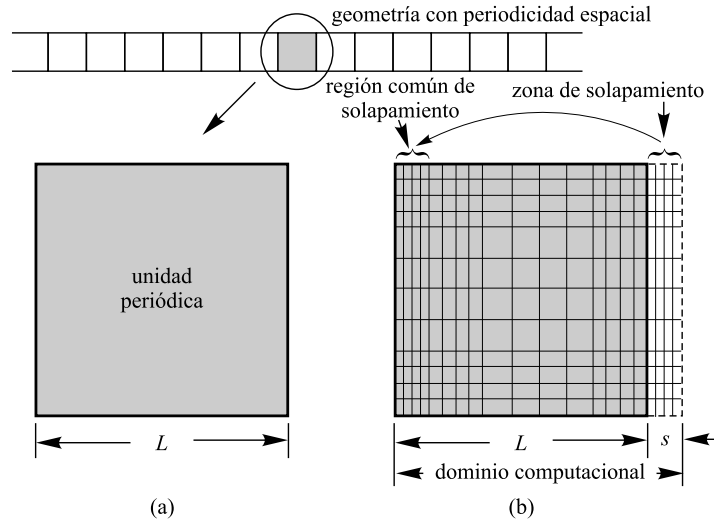 geometría con periodicidad espacial
región común de
solapamiento
zona de solapamiento
unidad
periódica
L
L
s
dominio computacional
(a)
(b)